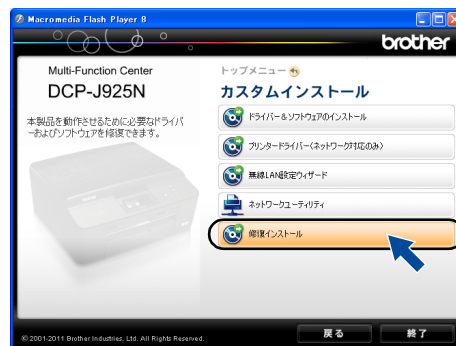 Macromedia Flash Player 8
brother
Multi-Function Center
DCP-J925N
本製品を動作させるために必要なドライバ
ーおよびソフトウェアを修復できます。
トップメニュー
カスタムインストール
ドライバー&ソフトウェアのインストール
プリンタードライバー(ネットワーク対応のみ)
無線LAN設定ウィザード
ネットワークユーティリティ
修復インストール
© 2001-2011 Brother Industries, Ltd. All Rights Reserved.
戻る
終了